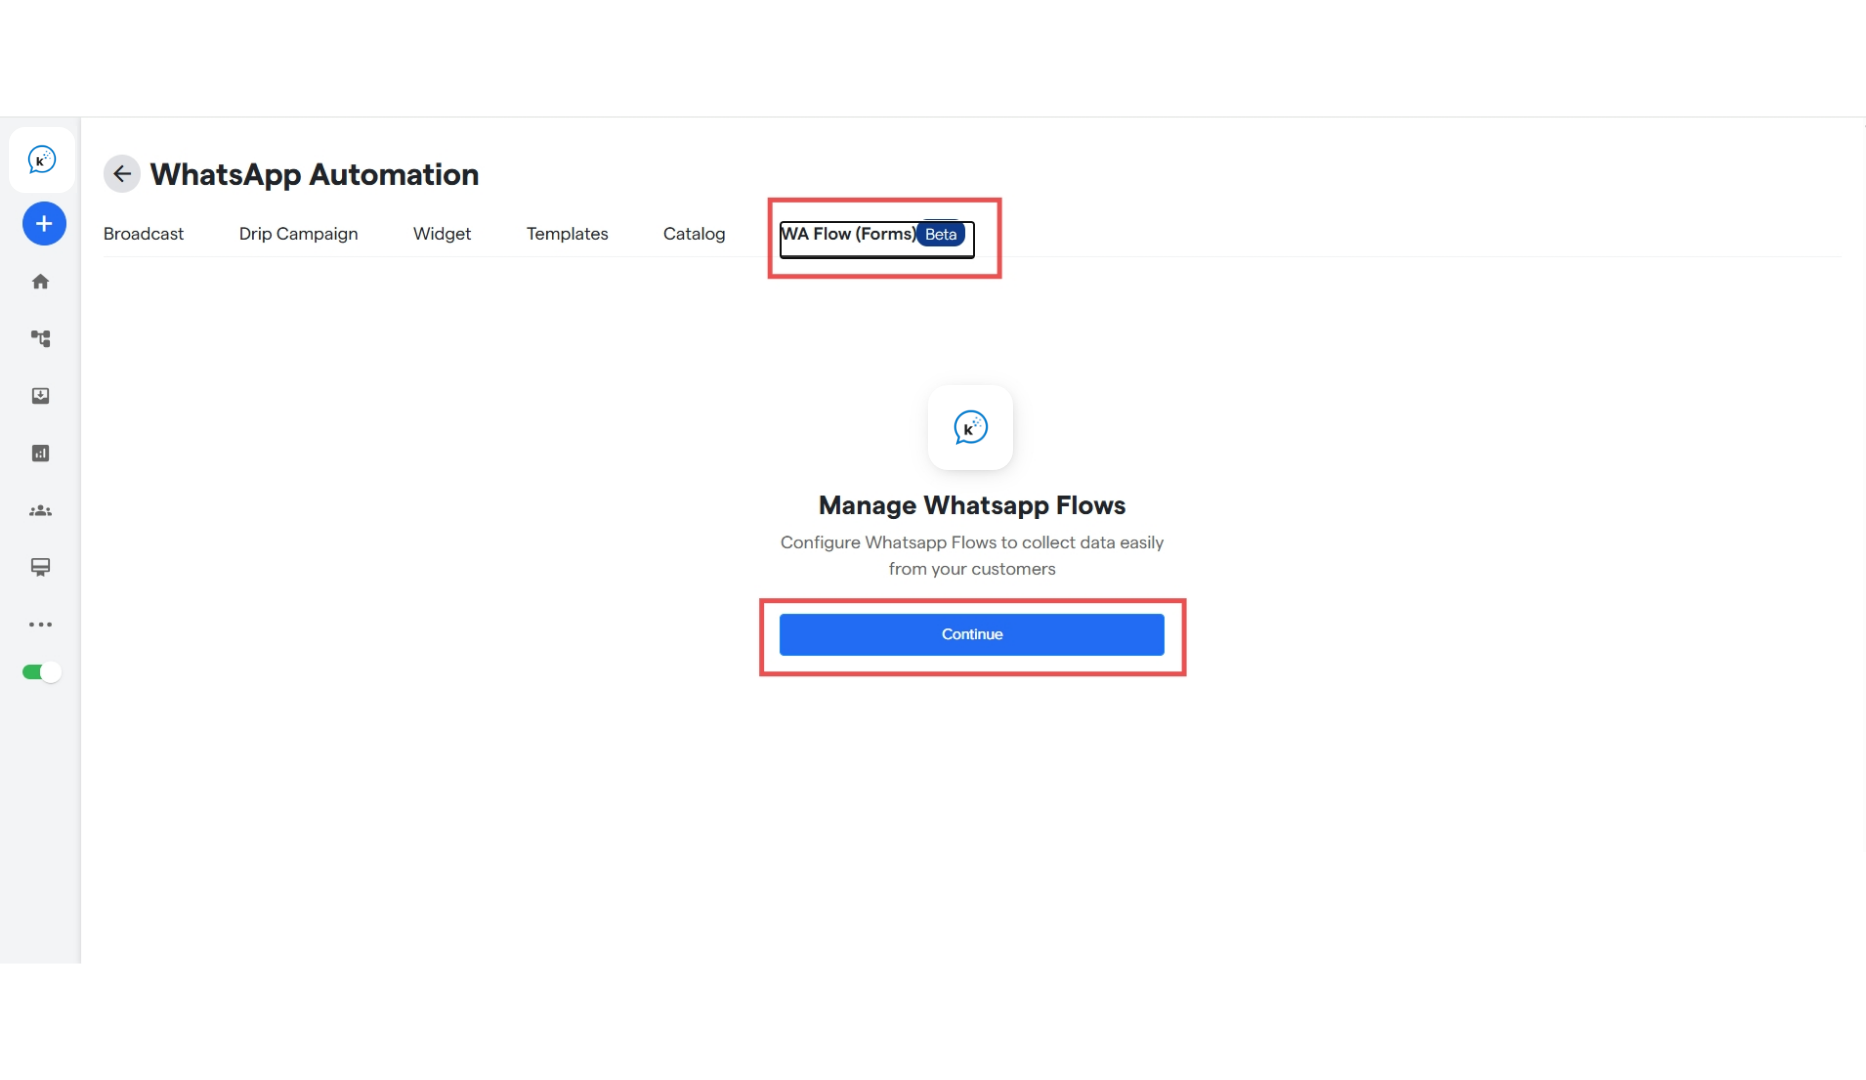 k
WhatsApp Automation
Broadcast Drip Campaign Widget Templates Catalog WA Flow (Forms) Beta
k
Manage Whatsapp Flows
Configure Whatsapp Flows to collect data easily
from your customers
Continue